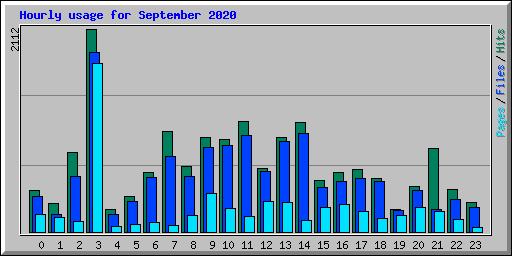 Hourly usage for September 2020
2112
Pages / Files / Hits
0 1 2 3 4 5 6 7 8 9 10 11 12 13 14 15 16 17 18 19 20 21 22 23